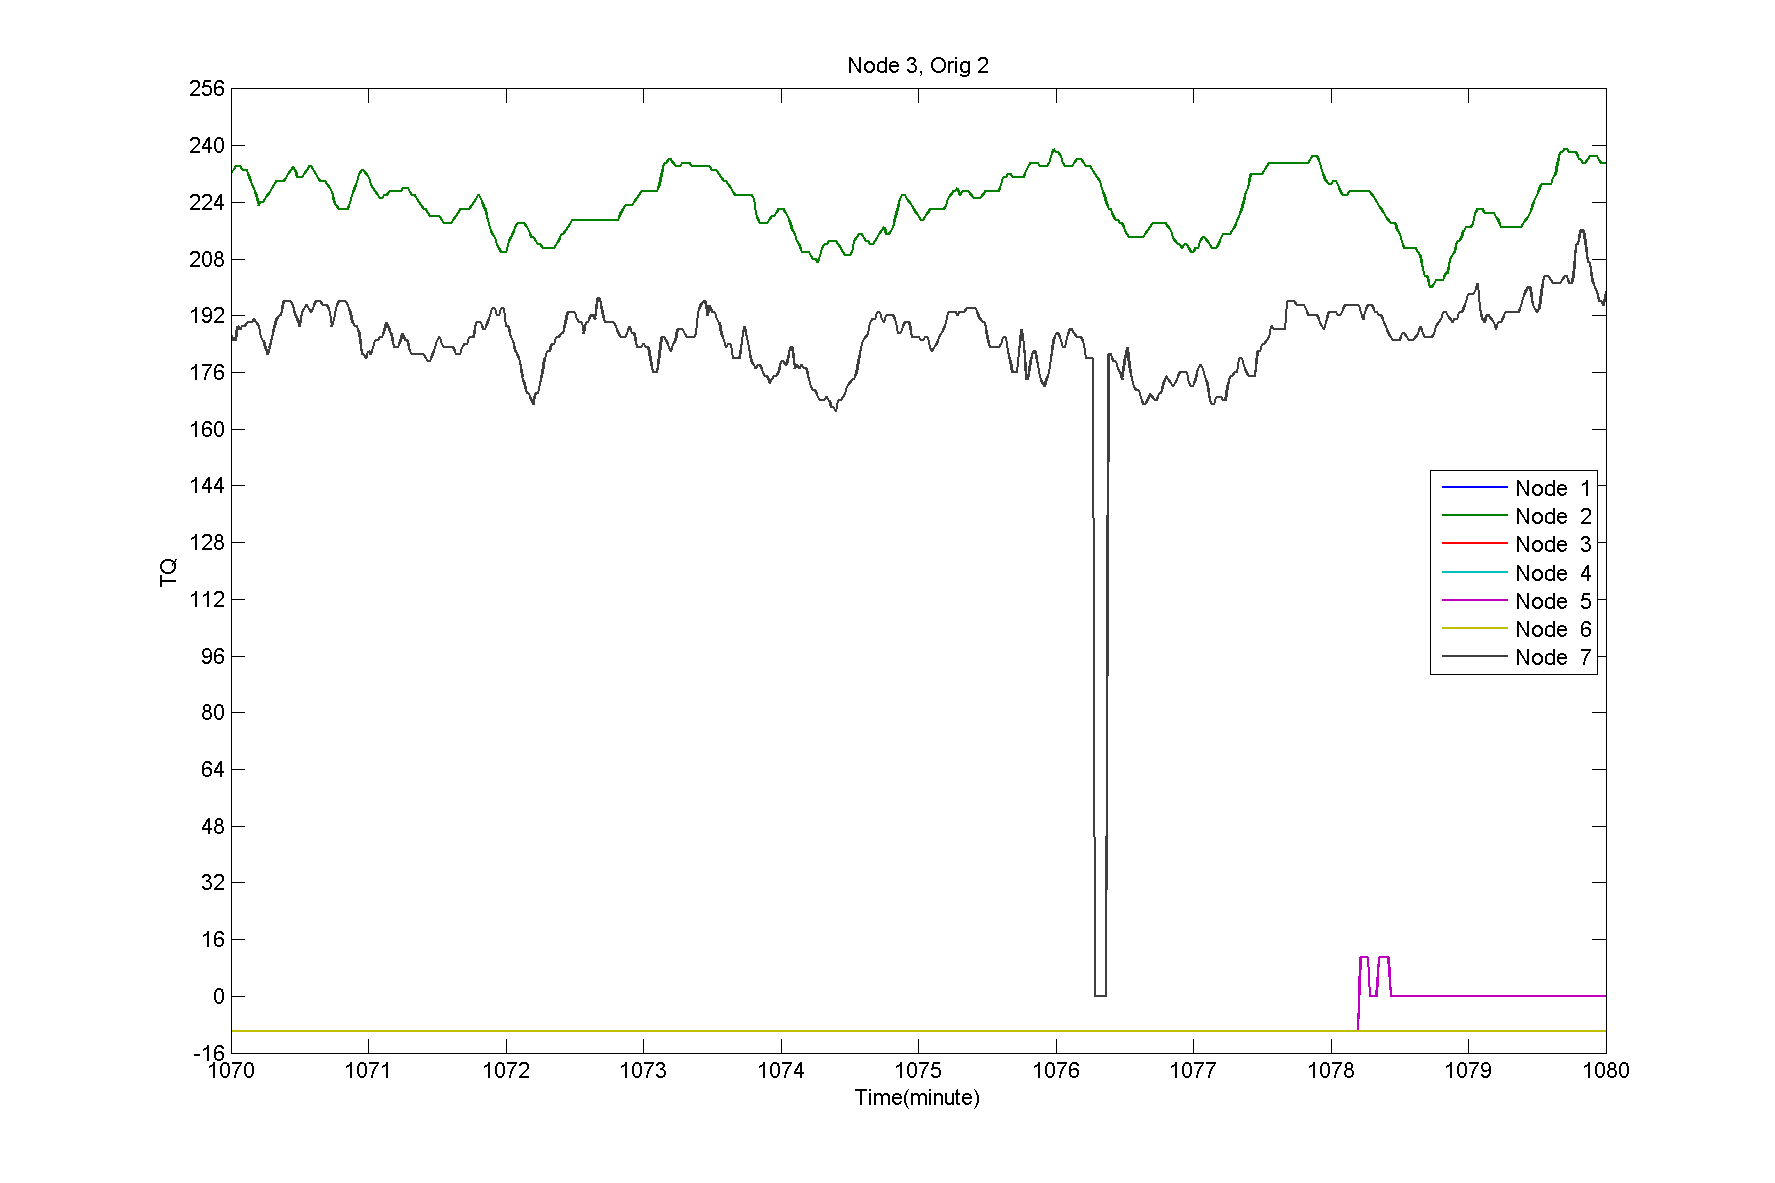 Node 3, Orig 2
256
240
224
208
192
176
160
144
128
112
96
80
64
48
32
16
0
-16
TQ
Node 1
Node 2
Node 3
Node 4
Node 5
Node 6
Node 7
1070 1071 1072 1073 1074 1075 1076 1077 1078 1079 1080
Time(minute)